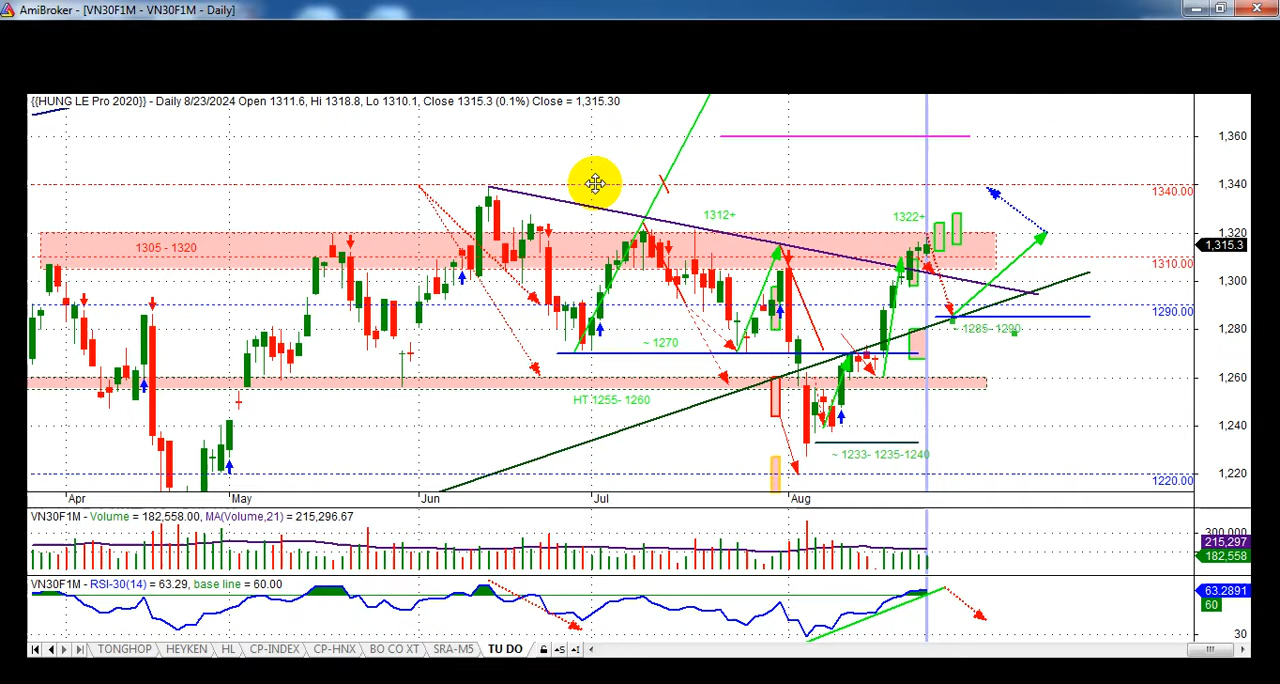 AmiBroker - [VN30F1M - VN30F1M - Daily]
{{HUNG LE Pro 2020}} - Daily 8/23/2024 Open 1311.6, Hi 1318.8, Lo 1310.1, Close 1315.3 (0.1%) Close = 1,315.30
1,360
1,340
1340.00
1312+
1322+
1,320
1305 - 1320
1,315.3
1310.00
1,300
1290.00
~ 1285- 1290
1,280
~ 1270
1,260
HT 1255- 1260
1,240
~ 1233- 1235-1240
1,220
1220.00
Apr May Jun Jul Aug
VN30F1M - Volume = 182,558.00, MA(Volume,21) = 215,296.67
300,000
215,297
182,558
VN30F1M - RSI-30(14) = 63.29, base line = 60.00
63.2891
60
30
TONGHOP HEYKEN HL CP-INDEX CP-HNX BO CO XT SRA-M5 TU DO